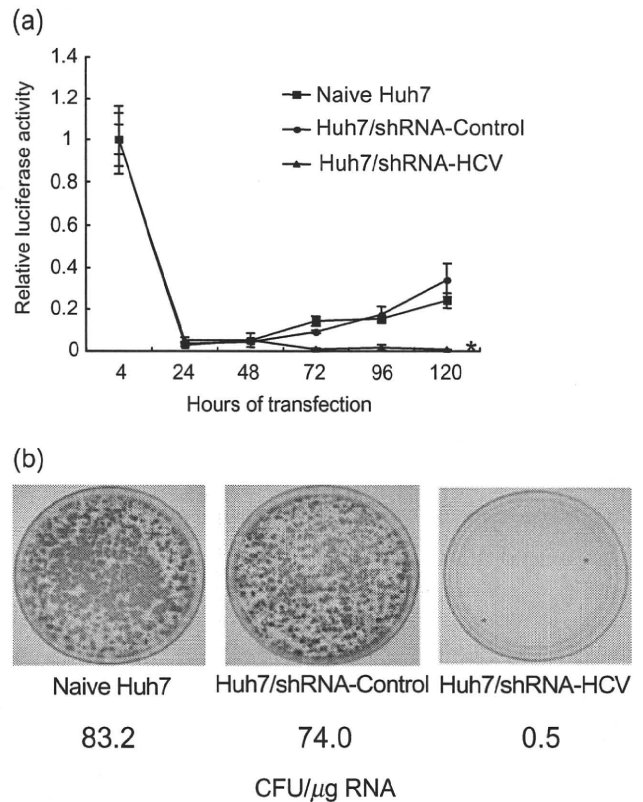 (a)
Relative luciferase activity
1.4
1.2
1
0.8
0.6
0.4
0.2
0
Naive Huh7
Huh7/shRNA-Control
Huh7/shRNA-HCV
*
4 24 48 72 96 120
Hours of transfection
(b)
Naive Huh7 Huh7/shRNA-Control Huh7/shRNA-HCV
83.2 74.0 0.5
CFU/μg RNA